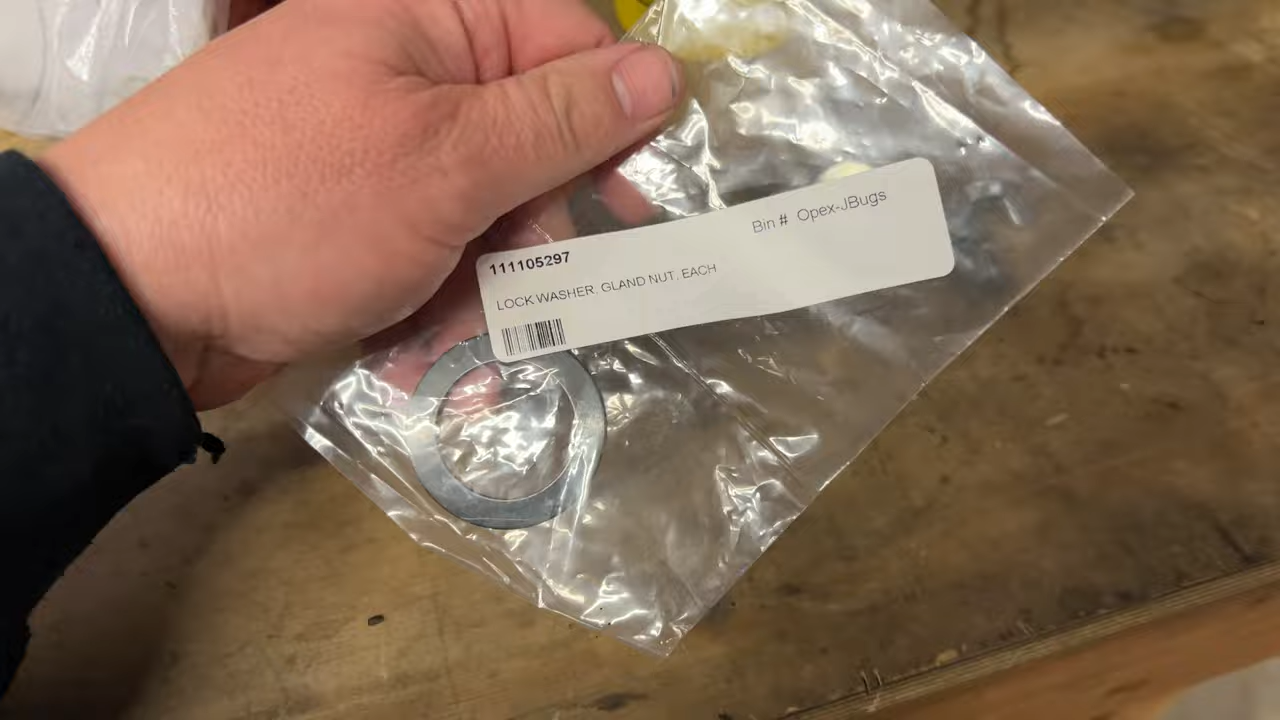 Bin # Opex-JBugs
111105297
LOCK WASHER, GLAND NUT, EACH